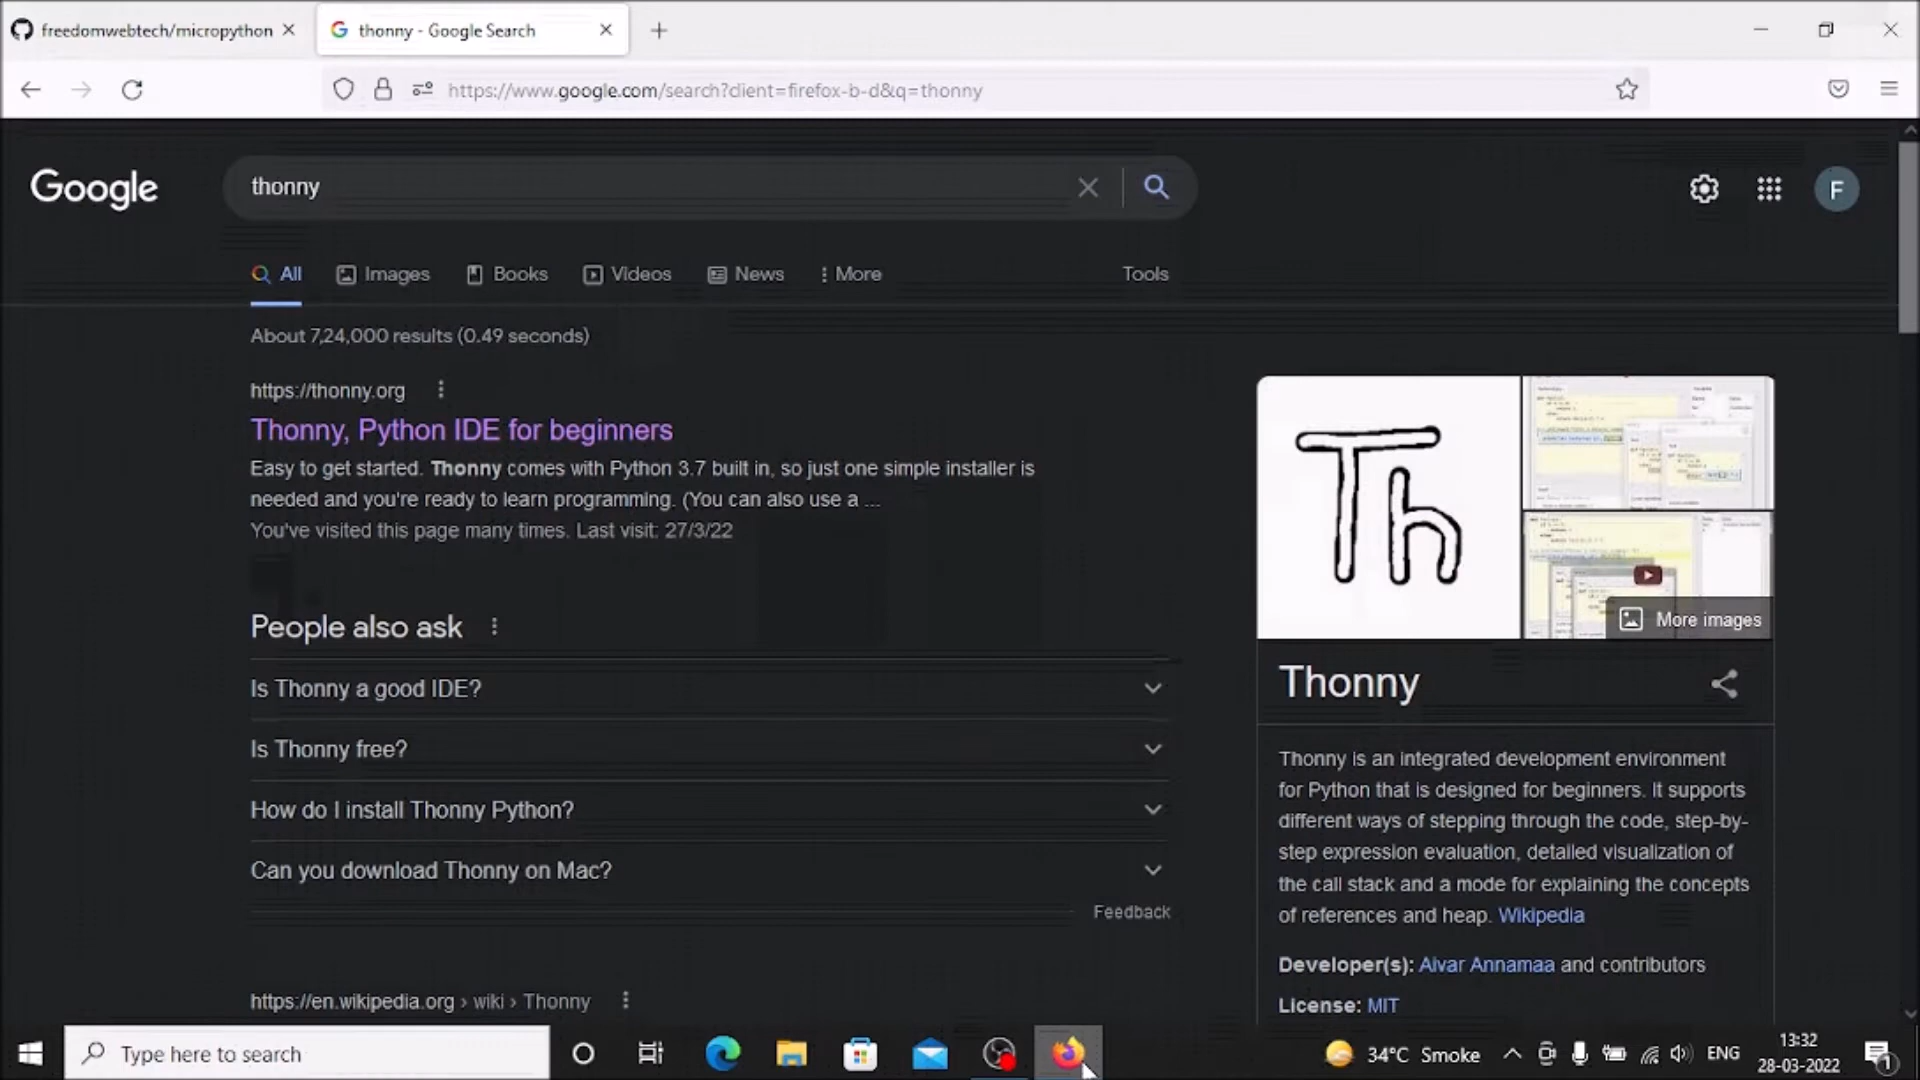 freedomwebtech/micropython
thonny - Google Search
https://www.google.com/search?client=firefox-b-d&q=thonny
Google
thonny
F
All
Images
Books
Videos
News
More
Tools
About 7,24,000 results (0.49 seconds)
https://thonny.org
Thonny, Python IDE for beginners
Easy to get started. Thonny comes with Python 3.7 built in, so just one simple installer is
needed and you're ready to learn programming. (You can also use a ...
You've visited this page many times. Last visit: 27/3/22
People also ask
Is Thonny a good IDE?
Is Thonny free?
How do I install Thonny Python?
Can you download Thonny on Mac?
Feedback
https://en.wikipedia.org › wiki › Thonny
Th
More images
Thonny
Thonny is an integrated development environment
for Python that is designed for beginners. It supports
different ways of stepping through the code, step-by-
step expression evaluation, detailed visualization of
the call stack and a mode for explaining the concepts
of references and heap. Wikipedia
Developer(s): Aivar Annamaa and contributors
License: MIT
Type here to search
34°C Smoke
ENG
13:32
28-03-2022
1